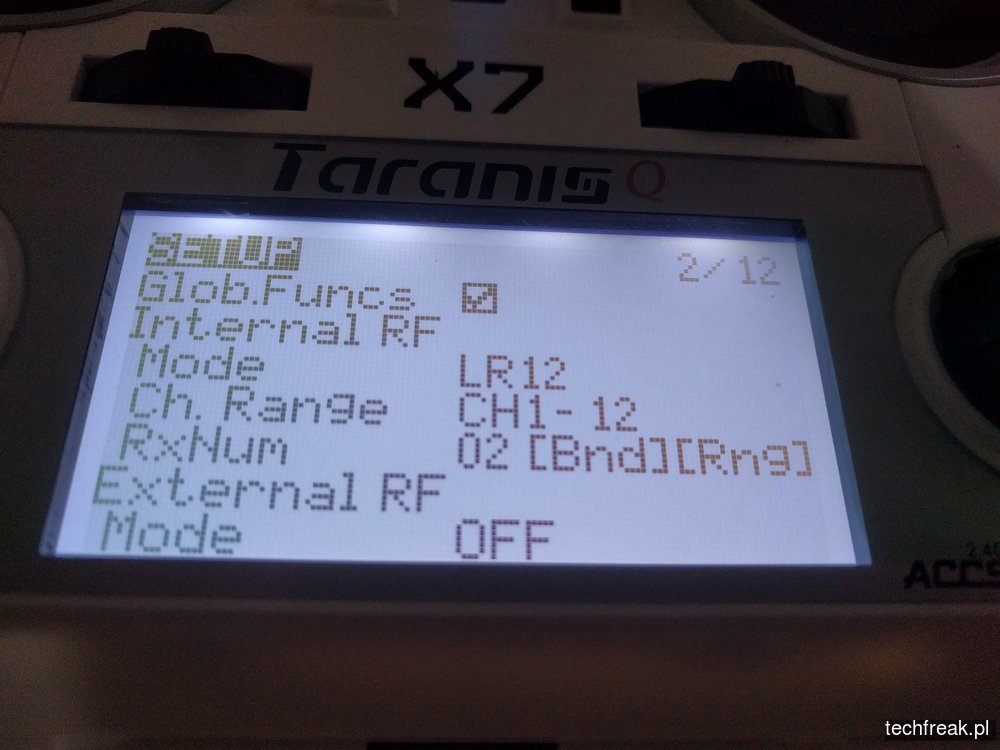 X7
Taranis Q
SETUP 2/12
Glob.Funcs
Internal RF
Mode LR12
Ch. Range CH1-12
RxNum 02 [Bnd][Rng]
External RF
Mode OFF
techfreak.pl